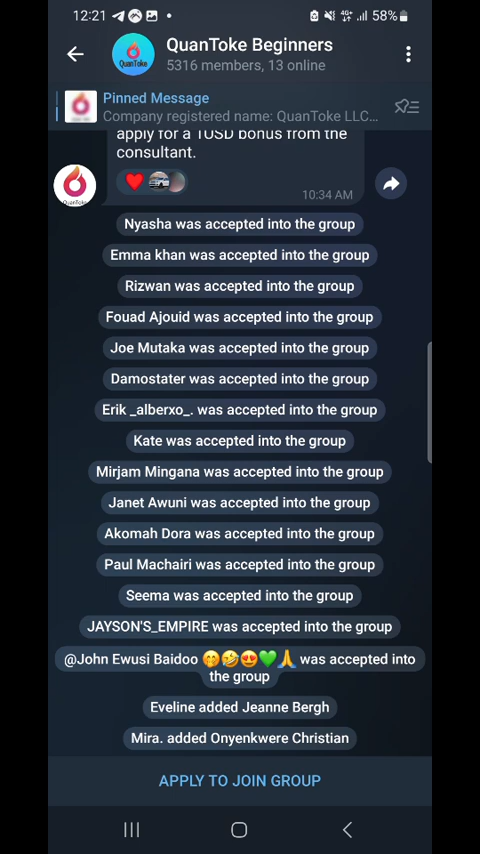 12:21
4G+
58%
QuanToke Beginners
QuanToke
5316 members, 13 online
Pinned Message
Company registered name: QuanToke LLC...
apply for a 1USD bonus from the
consultant.
10:34 AM
QuanToke
Nyasha was accepted into the group
Emma khan was accepted into the group
Rizwan was accepted into the group
Fouad Ajouid was accepted into the group
Joe Mutaka was accepted into the group
Damostater was accepted into the group
Erik _alberxo_. was accepted into the group
Kate was accepted into the group
Mirjam Mingana was accepted into the group
Janet Awuni was accepted into the group
Akomah Dora was accepted into the group
Paul Machairi was accepted into the group
Seema was accepted into the group
JAYSON'S_EMPIRE was accepted into the group
@John Ewusi Baidoo 🤭🤣😍💚🙏 was accepted into
the group
Eveline added Jeanne Bergh
Mira. added Onyenkwere Christian
APPLY TO JOIN GROUP